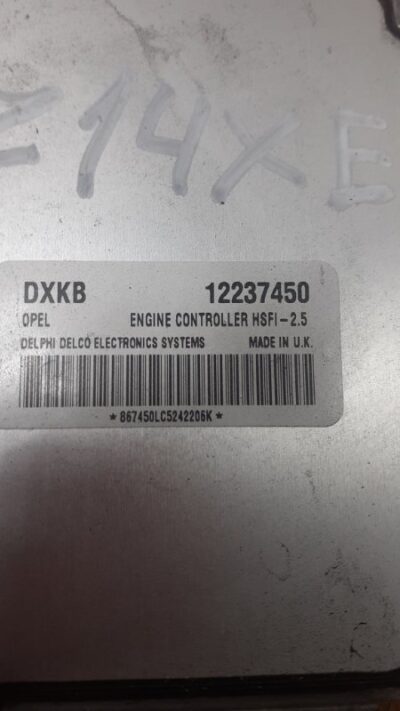 Z14XE
DXKB 12237450
OPEL ENGINE CONTROLLER HSFI-2.5
DELPHI DELCO ELECTRONICS SYSTEMS MADE IN U.K.
*867450LC5242206K*